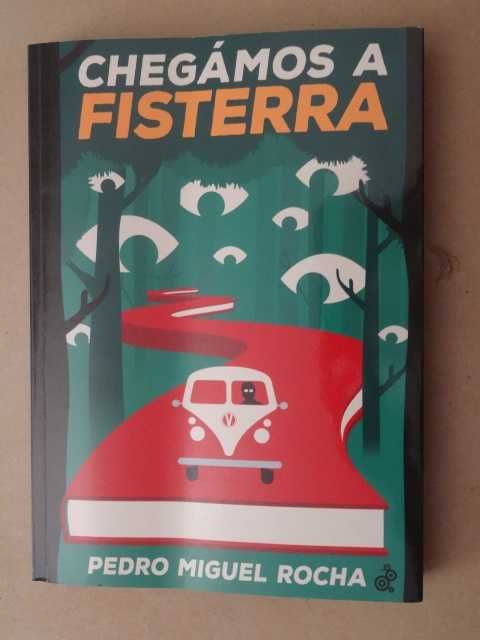 CHEGÁMOS A
FISTERRA
V
PEDRO MIGUEL ROCHA